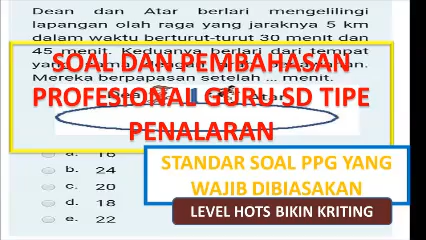 Dean dan Atar berlari mengelilingi
lapangan olah raga yang jaraknya 5 km
dalam waktu berturut-turut 30 menit dan
45 menit. Keduanya berlari dari tempat
yang
Mereka berpapasan setelah ... menit.
SOAL DAN PEMBAHASAN
PROFESIONAL GURU SD TIPE
PENALARAN
a. 16
b. 24
c. 20
d. 18
e. 22
STANDAR SOAL PPG YANG
WAJIB DIBIASAKAN
LEVEL HOTS BIKIN KRITING